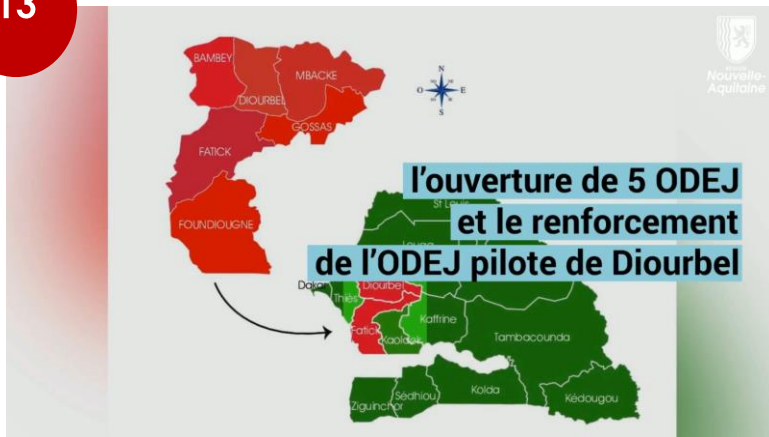 13
RÉGION
Nouvelle-
Aquitaine
BAMBEY
MBACKE
DIOURBEL
GOSSAS
FATICK
FOUNDIOUGNE
N
O
E
S
l'ouverture de 5 ODEJ
et le renforcement
de l'ODEJ pilote de Diourbel
St Louis
Louga
Dakar
Thiès
Diourbel
Fatick
Kaolack
Kaffrine
Tambacounda
Ziguinchor
Sédhiou
Kolda
Kédougou